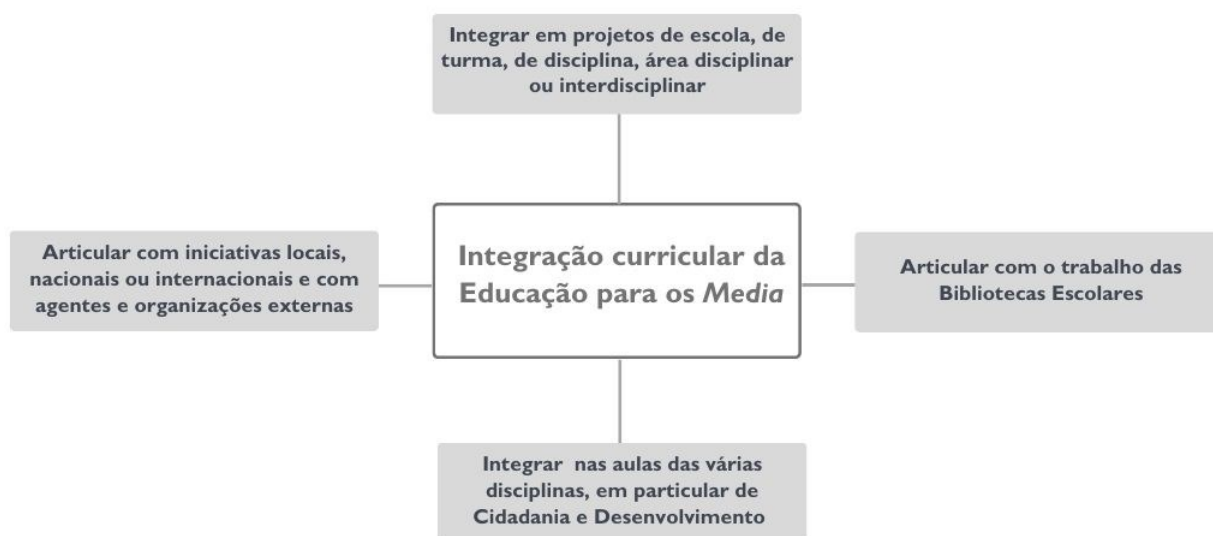 Integrar em projetos de escola, de
turma, de disciplina, área disciplinar
ou interdisciplinar
Articular com iniciativas locais,
nacionais ou internacionais e com
agentes e organizações externas
Integração curricular da
Educação para os Media
Articular com o trabalho das
Bibliotecas Escolares
Integrar nas aulas das várias
disciplinas, em particular de
Cidadania e Desenvolvimento